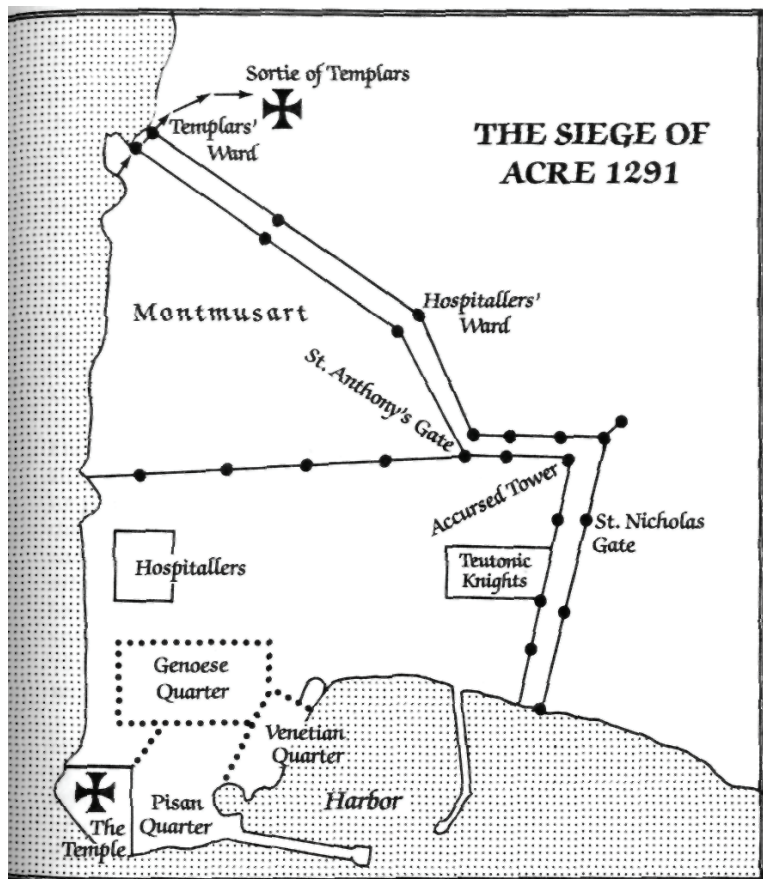 Sortie of Templars
THE SIEGE OF
ACRE 1291
Templars'
Ward
Montmusart
Hospitallers'
Ward
St. Anthony's Gate
Accursed Tower
St. Nicholas
Gate
Hospitallers
Teutonic
Knights
Genoese
Quarter
Venetian
Quarter
Harbor
Pisan
Quarter
The
Temple